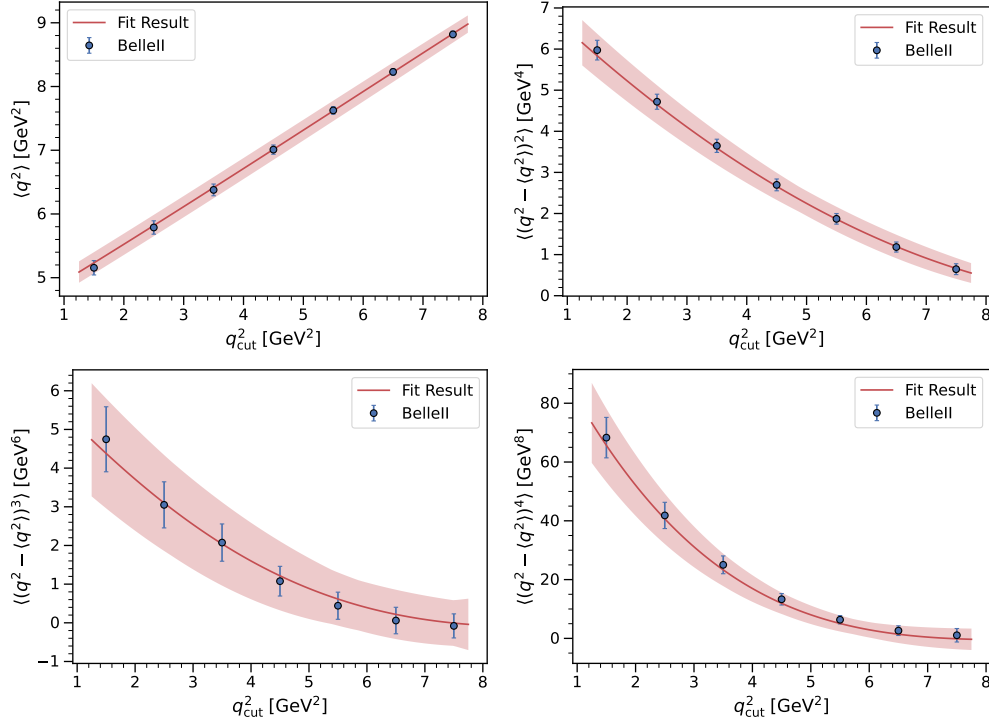 Fit Result
BelleII
⟨q²⟩ [GeV²]
9
8
7
6
5
1 2 3 4 5 6 7 8
q²cut [GeV²]
Fit Result
BelleII
⟨(q² − ⟨q²⟩)²⟩ [GeV⁴]
7
6
5
4
3
2
1
0
1 2 3 4 5 6 7 8
q²cut [GeV²]
Fit Result
BelleII
⟨(q² − ⟨q²⟩)³⟩ [GeV⁶]
6
5
4
3
2
1
0
−1
1 2 3 4 5 6 7 8
q²cut [GeV²]
Fit Result
BelleII
⟨(q² − ⟨q²⟩)⁴⟩ [GeV⁸]
80
60
40
20
0
1 2 3 4 5 6 7 8
q²cut [GeV²]